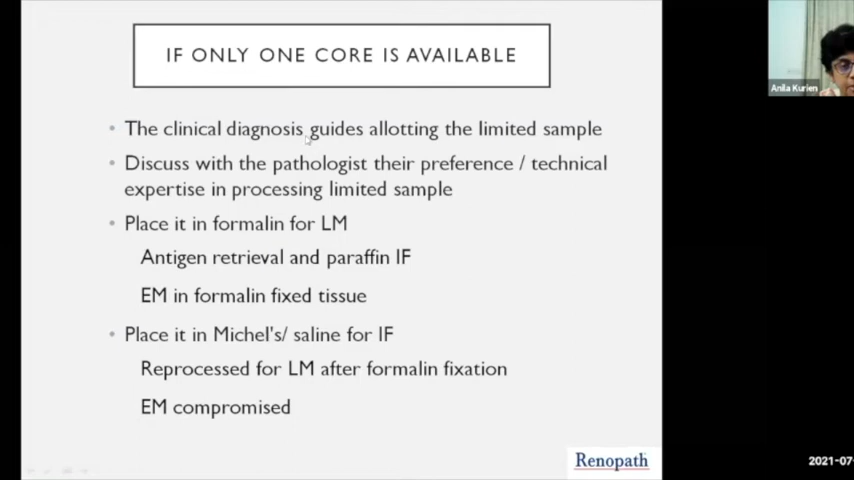 IF ONLY ONE CORE IS AVAILABLE
Anila Kurien
• The clinical diagnosis guides allotting the limited sample
• Discuss with the pathologist their preference / technical
expertise in processing limited sample
• Place it in formalin for LM
Antigen retrieval and paraffin IF
EM in formalin fixed tissue
• Place it in Michel's/ saline for IF
Reprocessed for LM after formalin fixation
EM compromised
Renopath
2021-07-